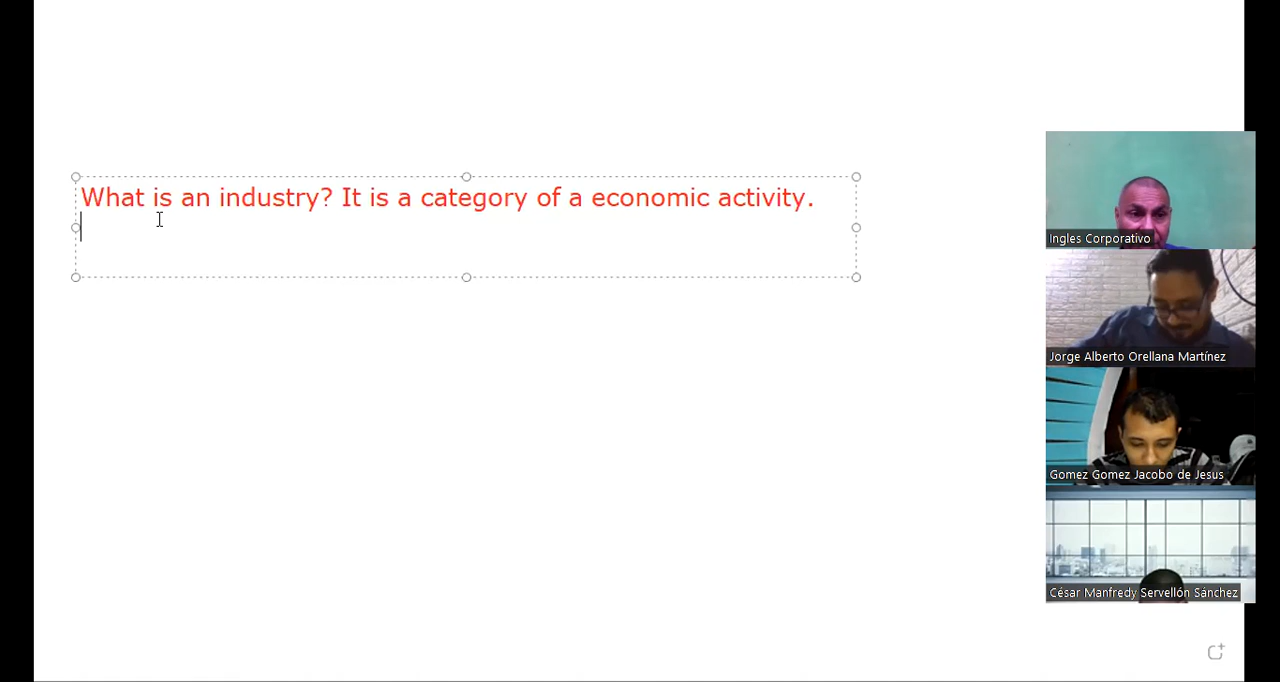 What is an industry? It is a category of a economic activity.
Ingles Corporativo
Jorge Alberto Orellana Martínez
Gomez Gomez Jacobo de Jesus
César Manfredy Servellón Sánchez